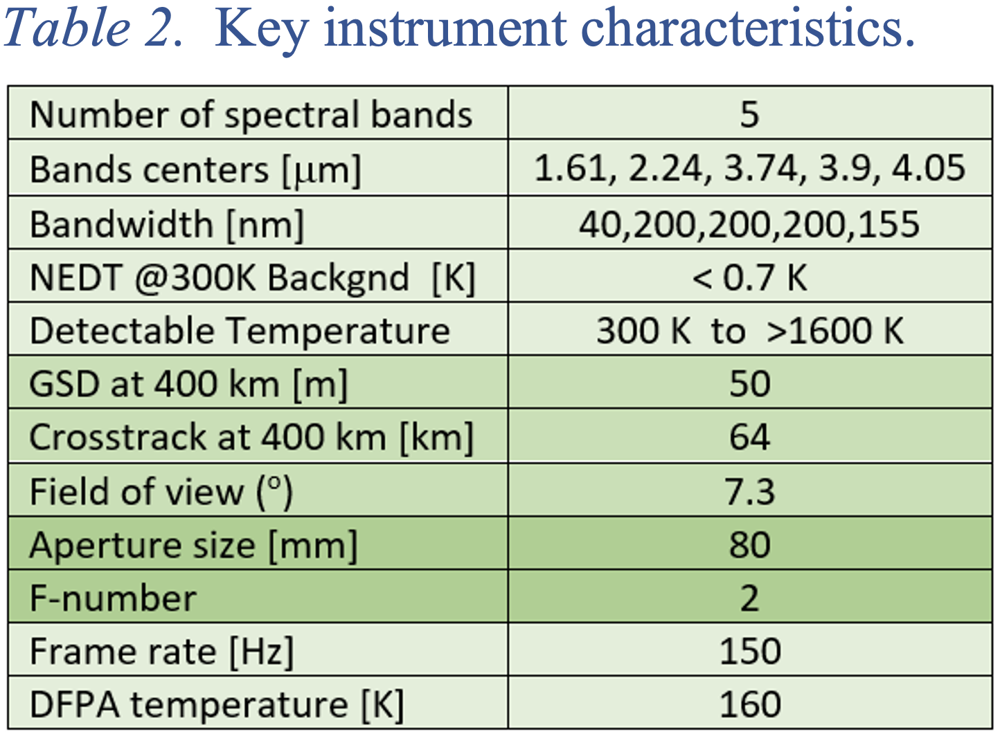 Table 2. Key instrument characteristics.
Number of spectral bands 5
Bands centers [μm] 1.61, 2.24, 3.74, 3.9, 4.05
Bandwidth [nm] 40,200,200,200,155
NEDT @300K Backgnd [K] < 0.7 K
Detectable Temperature 300 K to >1600 K
GSD at 400 km [m] 50
Crosstrack at 400 km [km] 64
Field of view (º) 7.3
Aperture size [mm] 80
F-number 2
Frame rate [Hz] 150
DFPA temperature [K] 160